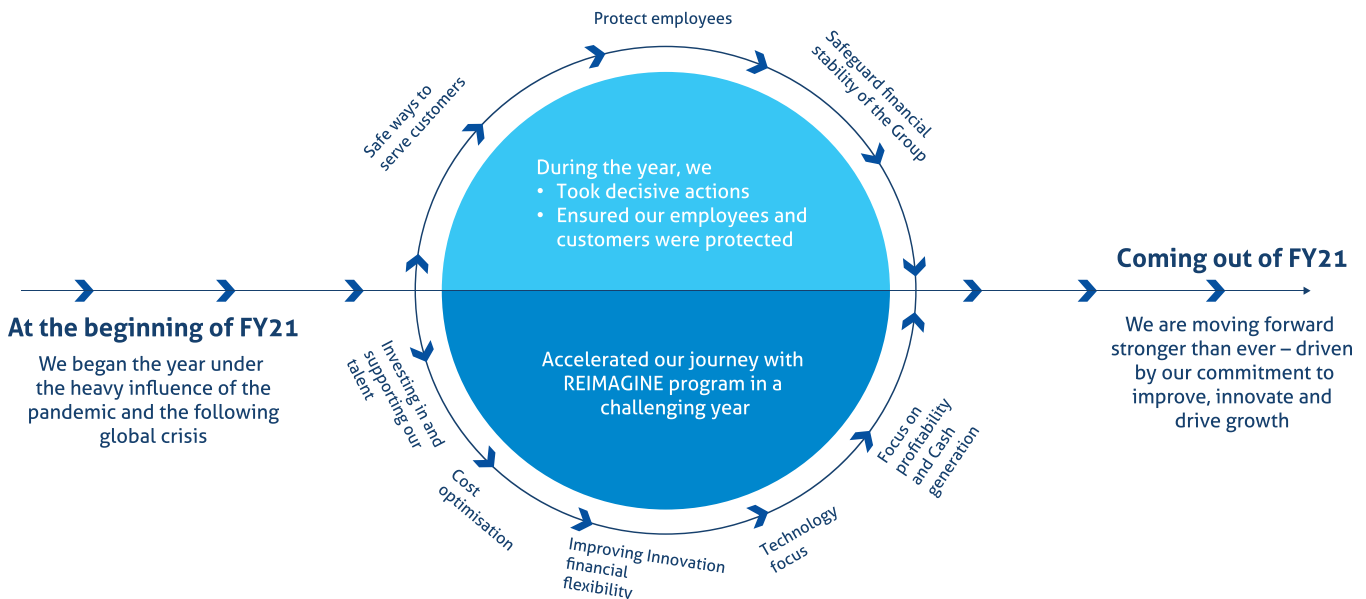 Protect employees
Safe ways to
serve customers
Safeguard financial
stability of the Group
During the year, we
• Took decisive actions
• Ensured our employees and
customers were protected
At the beginning of FY21
We began the year under
the heavy influence of the
pandemic and the following
global crisis
Coming out of FY21
We are moving forward
stronger than ever – driven
by our commitment to
improve, innovate and
drive growth
Accelerated our journey with
REIMAGINE program in a
challenging year
Investing in and
supporting our
talent
Cost
optimisation
Improving Innovation
financial
flexibility
Technology
focus
Focus on
profitability
and Cash
generation